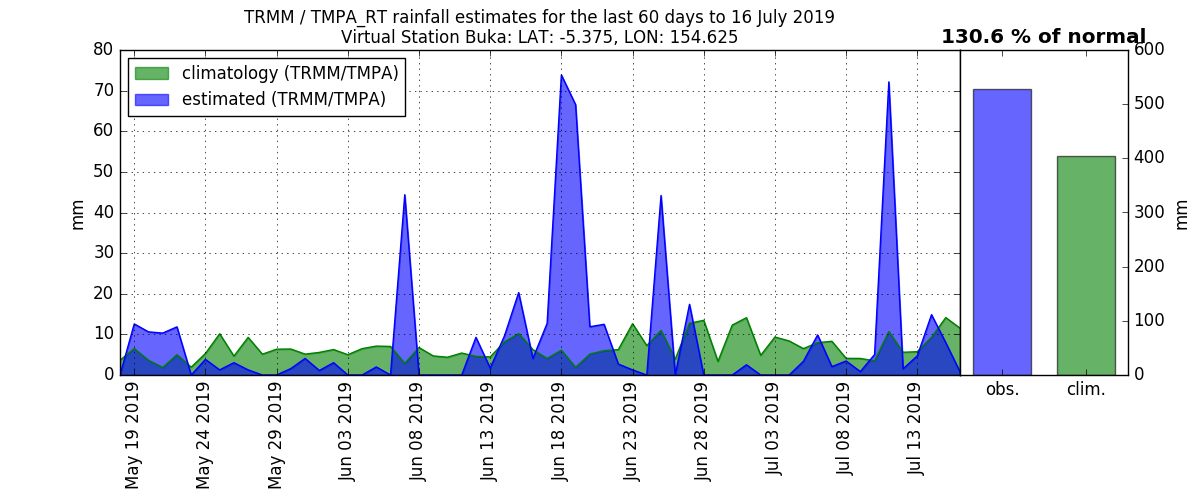 TRMM / TMPA_RT rainfall estimates for the last 60 days to 16 July 2019
Virtual Station Buka: LAT: -5.375, LON: 154.625
130.6 % of normal
climatology (TRMM/TMPA)
estimated (TRMM/TMPA)
80
70
60
50
40
30
20
10
0
mm
May 19 2019
May 24 2019
May 29 2019
Jun 03 2019
Jun 08 2019
Jun 13 2019
Jun 18 2019
Jun 23 2019
Jun 28 2019
Jul 03 2019
Jul 08 2019
Jul 13 2019
obs.
clim.
600
500
400
300
200
100
0
mm